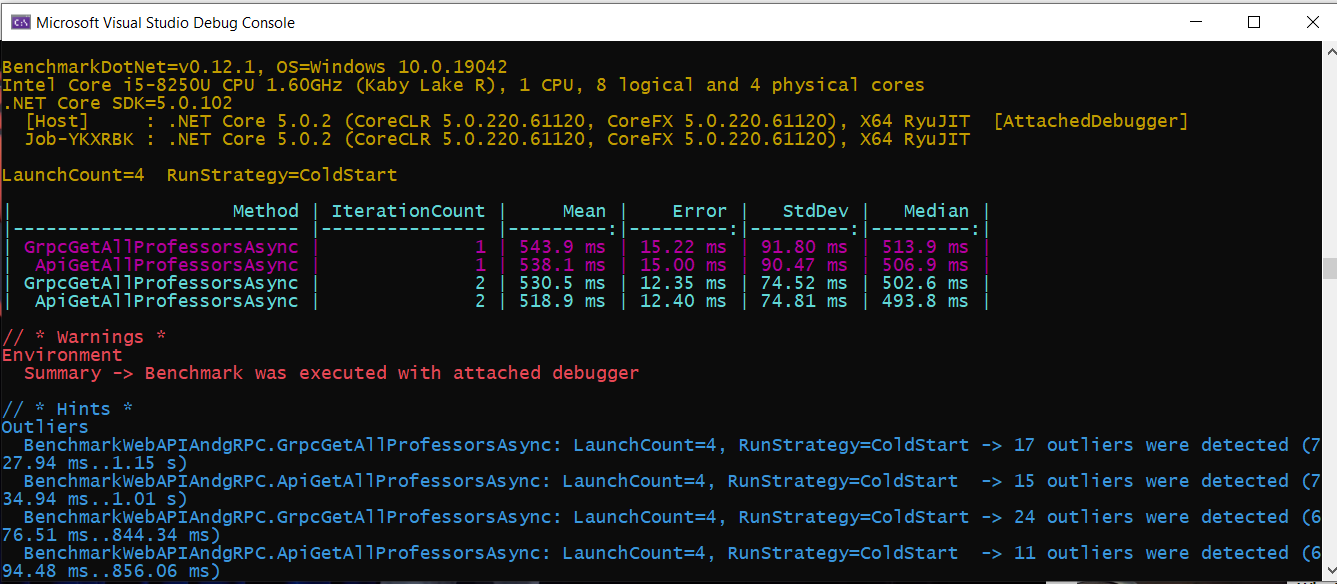 Microsoft Visual Studio Debug Console
BenchmarkDotNet=v0.12.1, OS=Windows 10.0.19042
Intel Core i5-8250U CPU 1.60GHz (Kaby Lake R), 1 CPU, 8 logical and 4 physical cores
.NET Core SDK=5.0.102
  [Host]     : .NET Core 5.0.2 (CoreCLR 5.0.220.61120, CoreFX 5.0.220.61120), X64 RyuJIT  [AttachedDebugger]
  Job-YKXRBK : .NET Core 5.0.2 (CoreCLR 5.0.220.61120, CoreFX 5.0.220.61120), X64 RyuJIT
LaunchCount=4  RunStrategy=ColdStart
|                    Method | IterationCount |     Mean |    Error |   StdDev |   Median |
|-------------------------- |--------------- |---------:|---------:|---------:|---------:|
| GrpcGetAllProfessorsAsync |              1 | 543.9 ms | 15.22 ms | 91.80 ms | 513.9 ms |
|  ApiGetAllProfessorsAsync |              1 | 538.1 ms | 15.00 ms | 90.47 ms | 506.9 ms |
| GrpcGetAllProfessorsAsync |              2 | 530.5 ms | 12.35 ms | 74.52 ms | 502.6 ms |
|  ApiGetAllProfessorsAsync |              2 | 518.9 ms | 12.40 ms | 74.81 ms | 493.8 ms |
// * Warnings *
Environment
  Summary -> Benchmark was executed with attached debugger
// * Hints *
Outliers
  BenchmarkWebAPIAndgRPC.GrpcGetAllProfessorsAsync: LaunchCount=4, RunStrategy=ColdStart -> 17 outliers were detected (7
27.94 ms..1.15 s)
  BenchmarkWebAPIAndgRPC.ApiGetAllProfessorsAsync: LaunchCount=4, RunStrategy=ColdStart  -> 15 outliers were detected (7
34.94 ms..1.01 s)
  BenchmarkWebAPIAndgRPC.GrpcGetAllProfessorsAsync: LaunchCount=4, RunStrategy=ColdStart -> 24 outliers were detected (6
76.51 ms..844.34 ms)
  BenchmarkWebAPIAndgRPC.ApiGetAllProfessorsAsync: LaunchCount=4, RunStrategy=ColdStart  -> 11 outliers were detected (6
94.48 ms..856.06 ms)